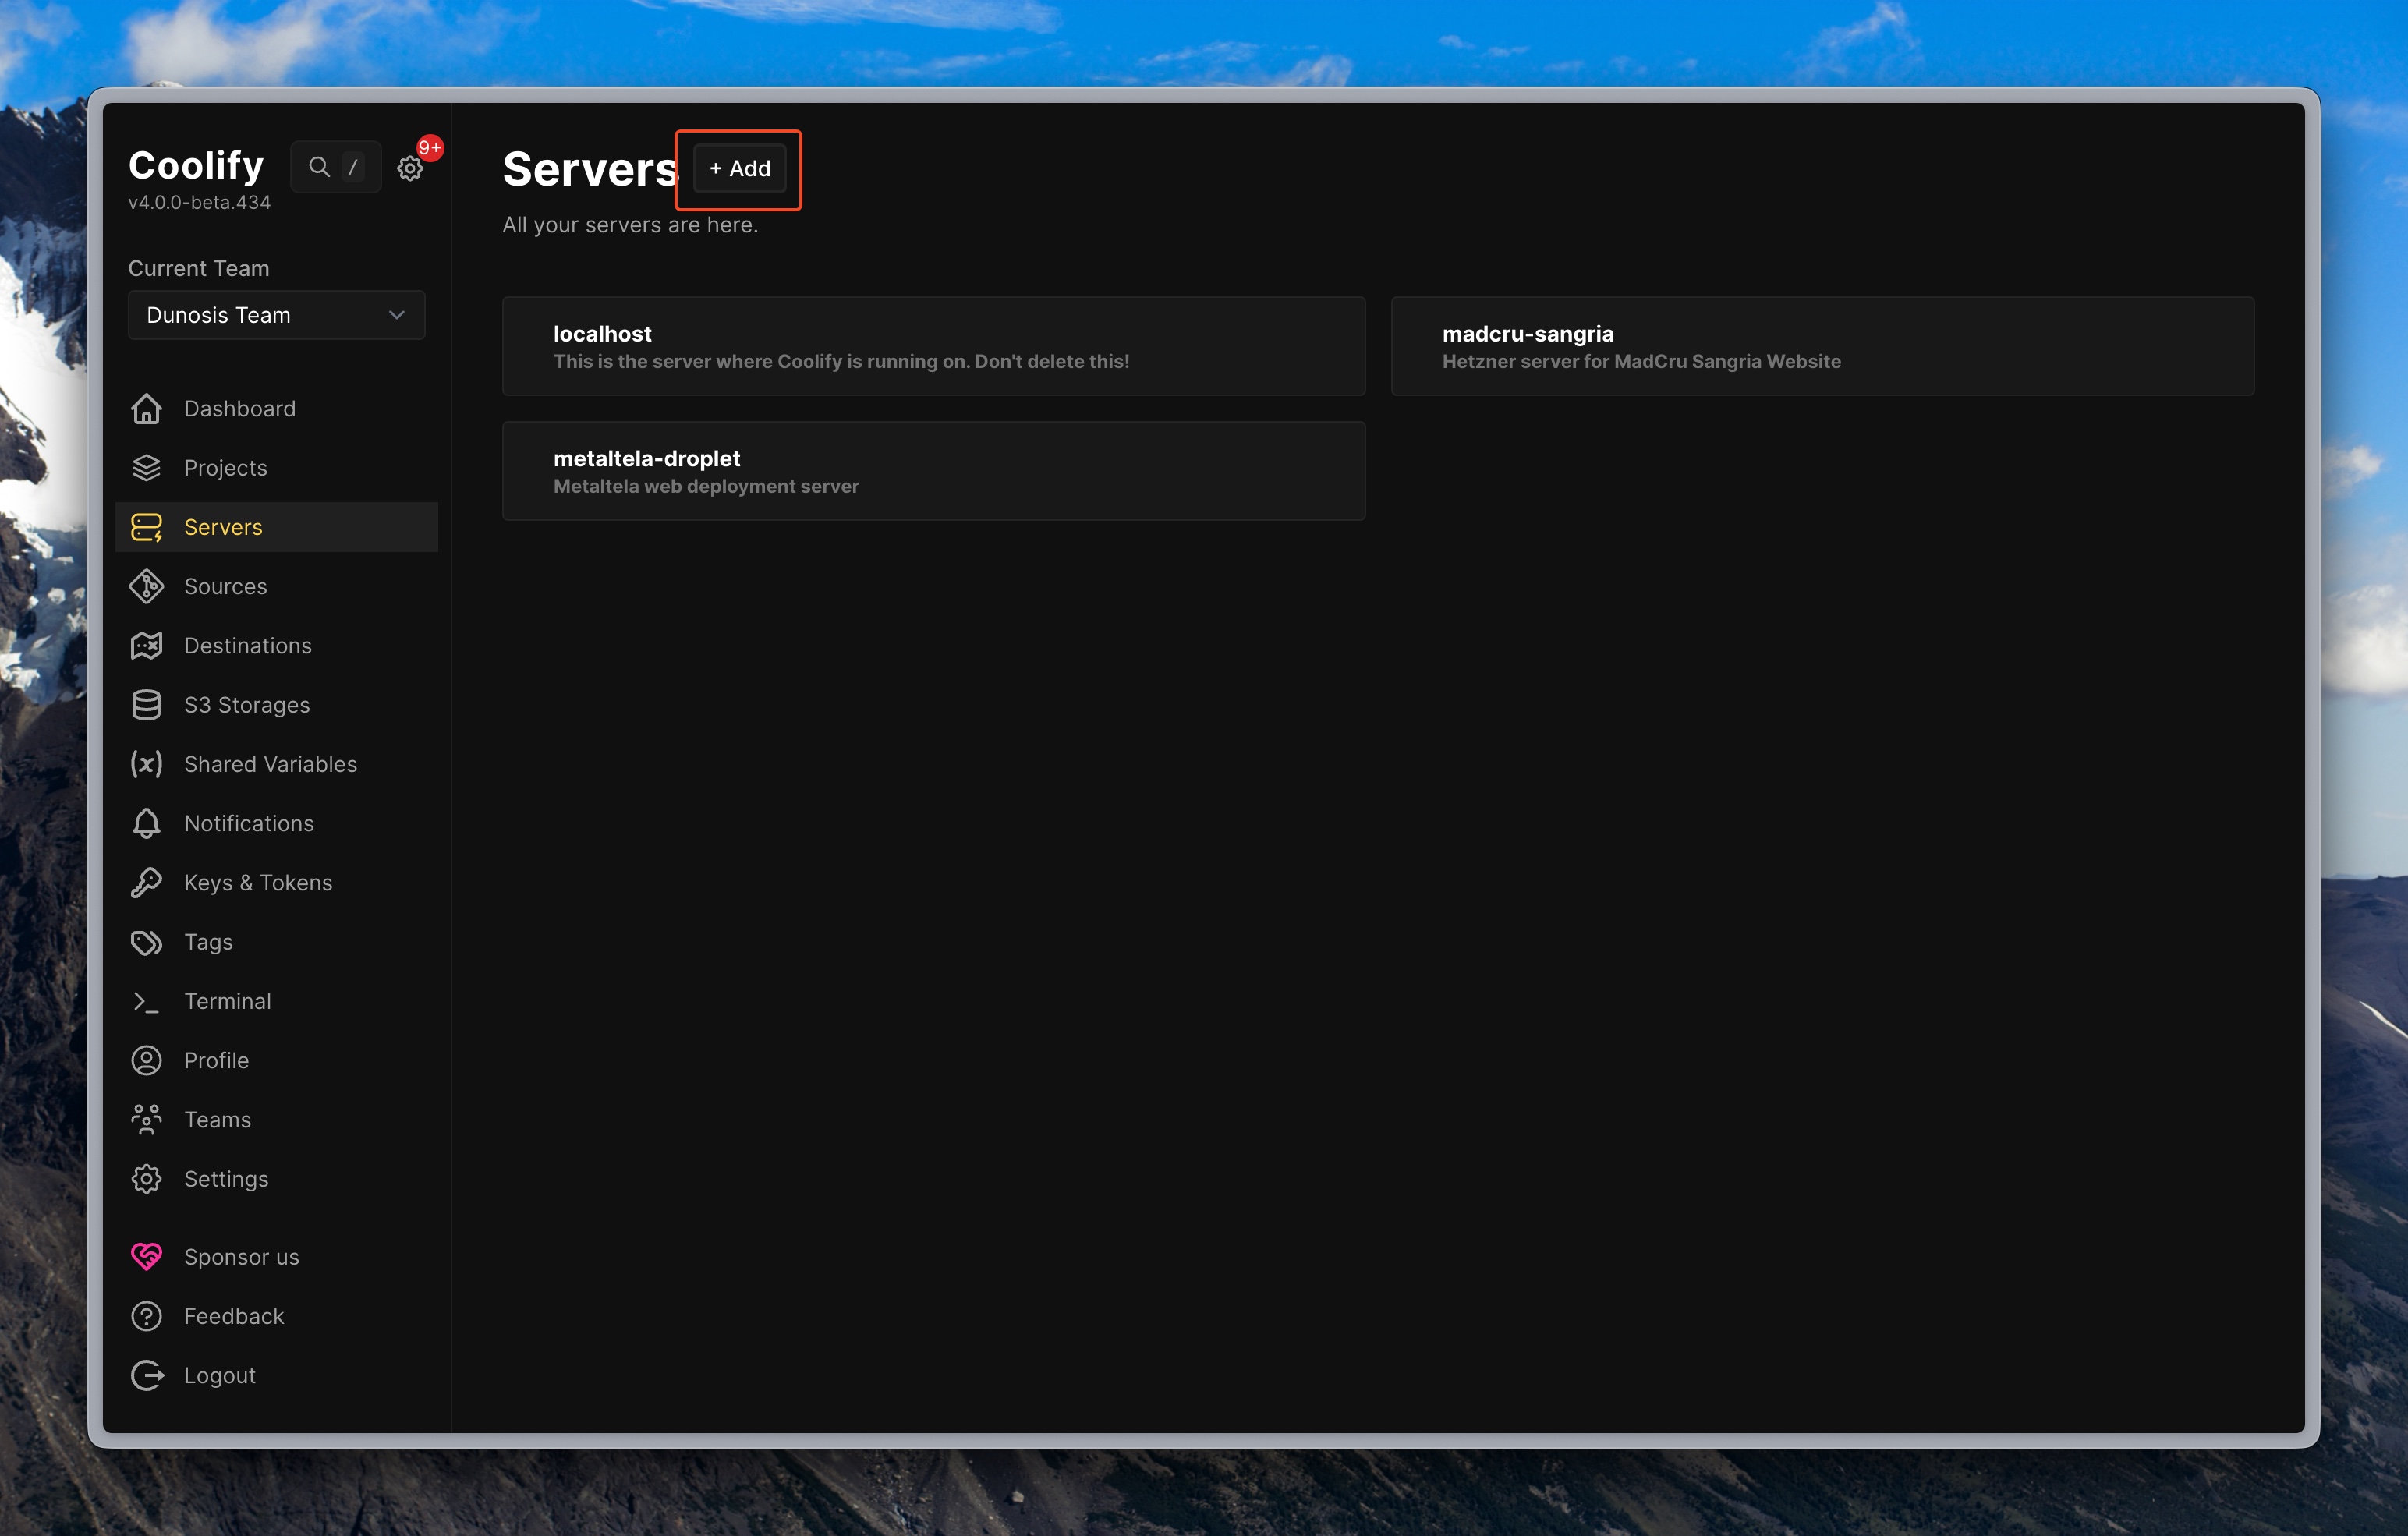 Coolify
/
9+
v4.0.0-beta.434
Current Team
Dunosis Team
Dashboard
Projects
Servers
Sources
Destinations
S3 Storages
Shared Variables
Notifications
Keys & Tokens
Tags
Terminal
Profile
Teams
Settings
Sponsor us
Feedback
Logout
Servers
+ Add
All your servers are here.
localhost
This is the server where Coolify is running on. Don't delete this!
madcru-sangria
Hetzner server for MadCru Sangria Website
metaltela-droplet
Metaltela web deployment server